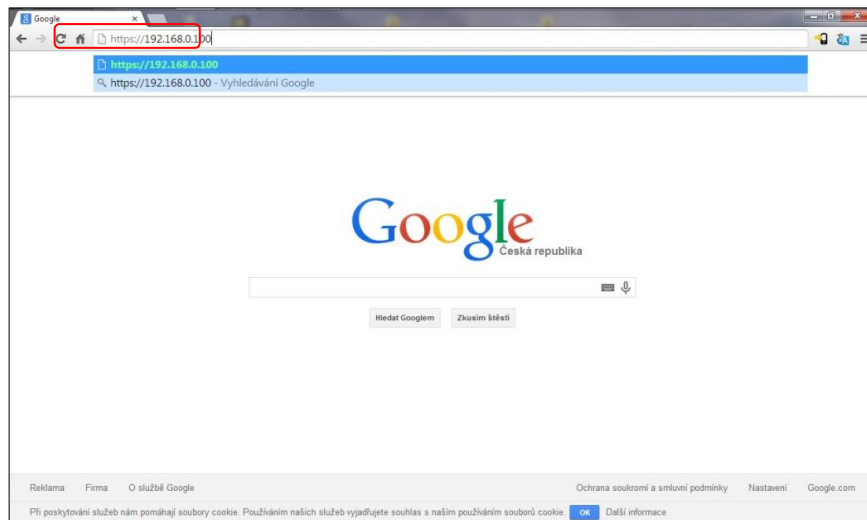 Google
https://192.168.0.100
https://192.168.0.100
https://192.168.0.100 - Vyhledávání Google
Google
Česká republika
Hledat Googlem Zkusím štěstí
Reklama Firma O službě Google Ochrana soukromí a smluvní podmínky Nastavení Google.com
Při poskytování služeb nám pomáhají soubory cookie. Používáním našich služeb vyjadřujete souhlas s naším používáním souborů cookie. OK Další informace